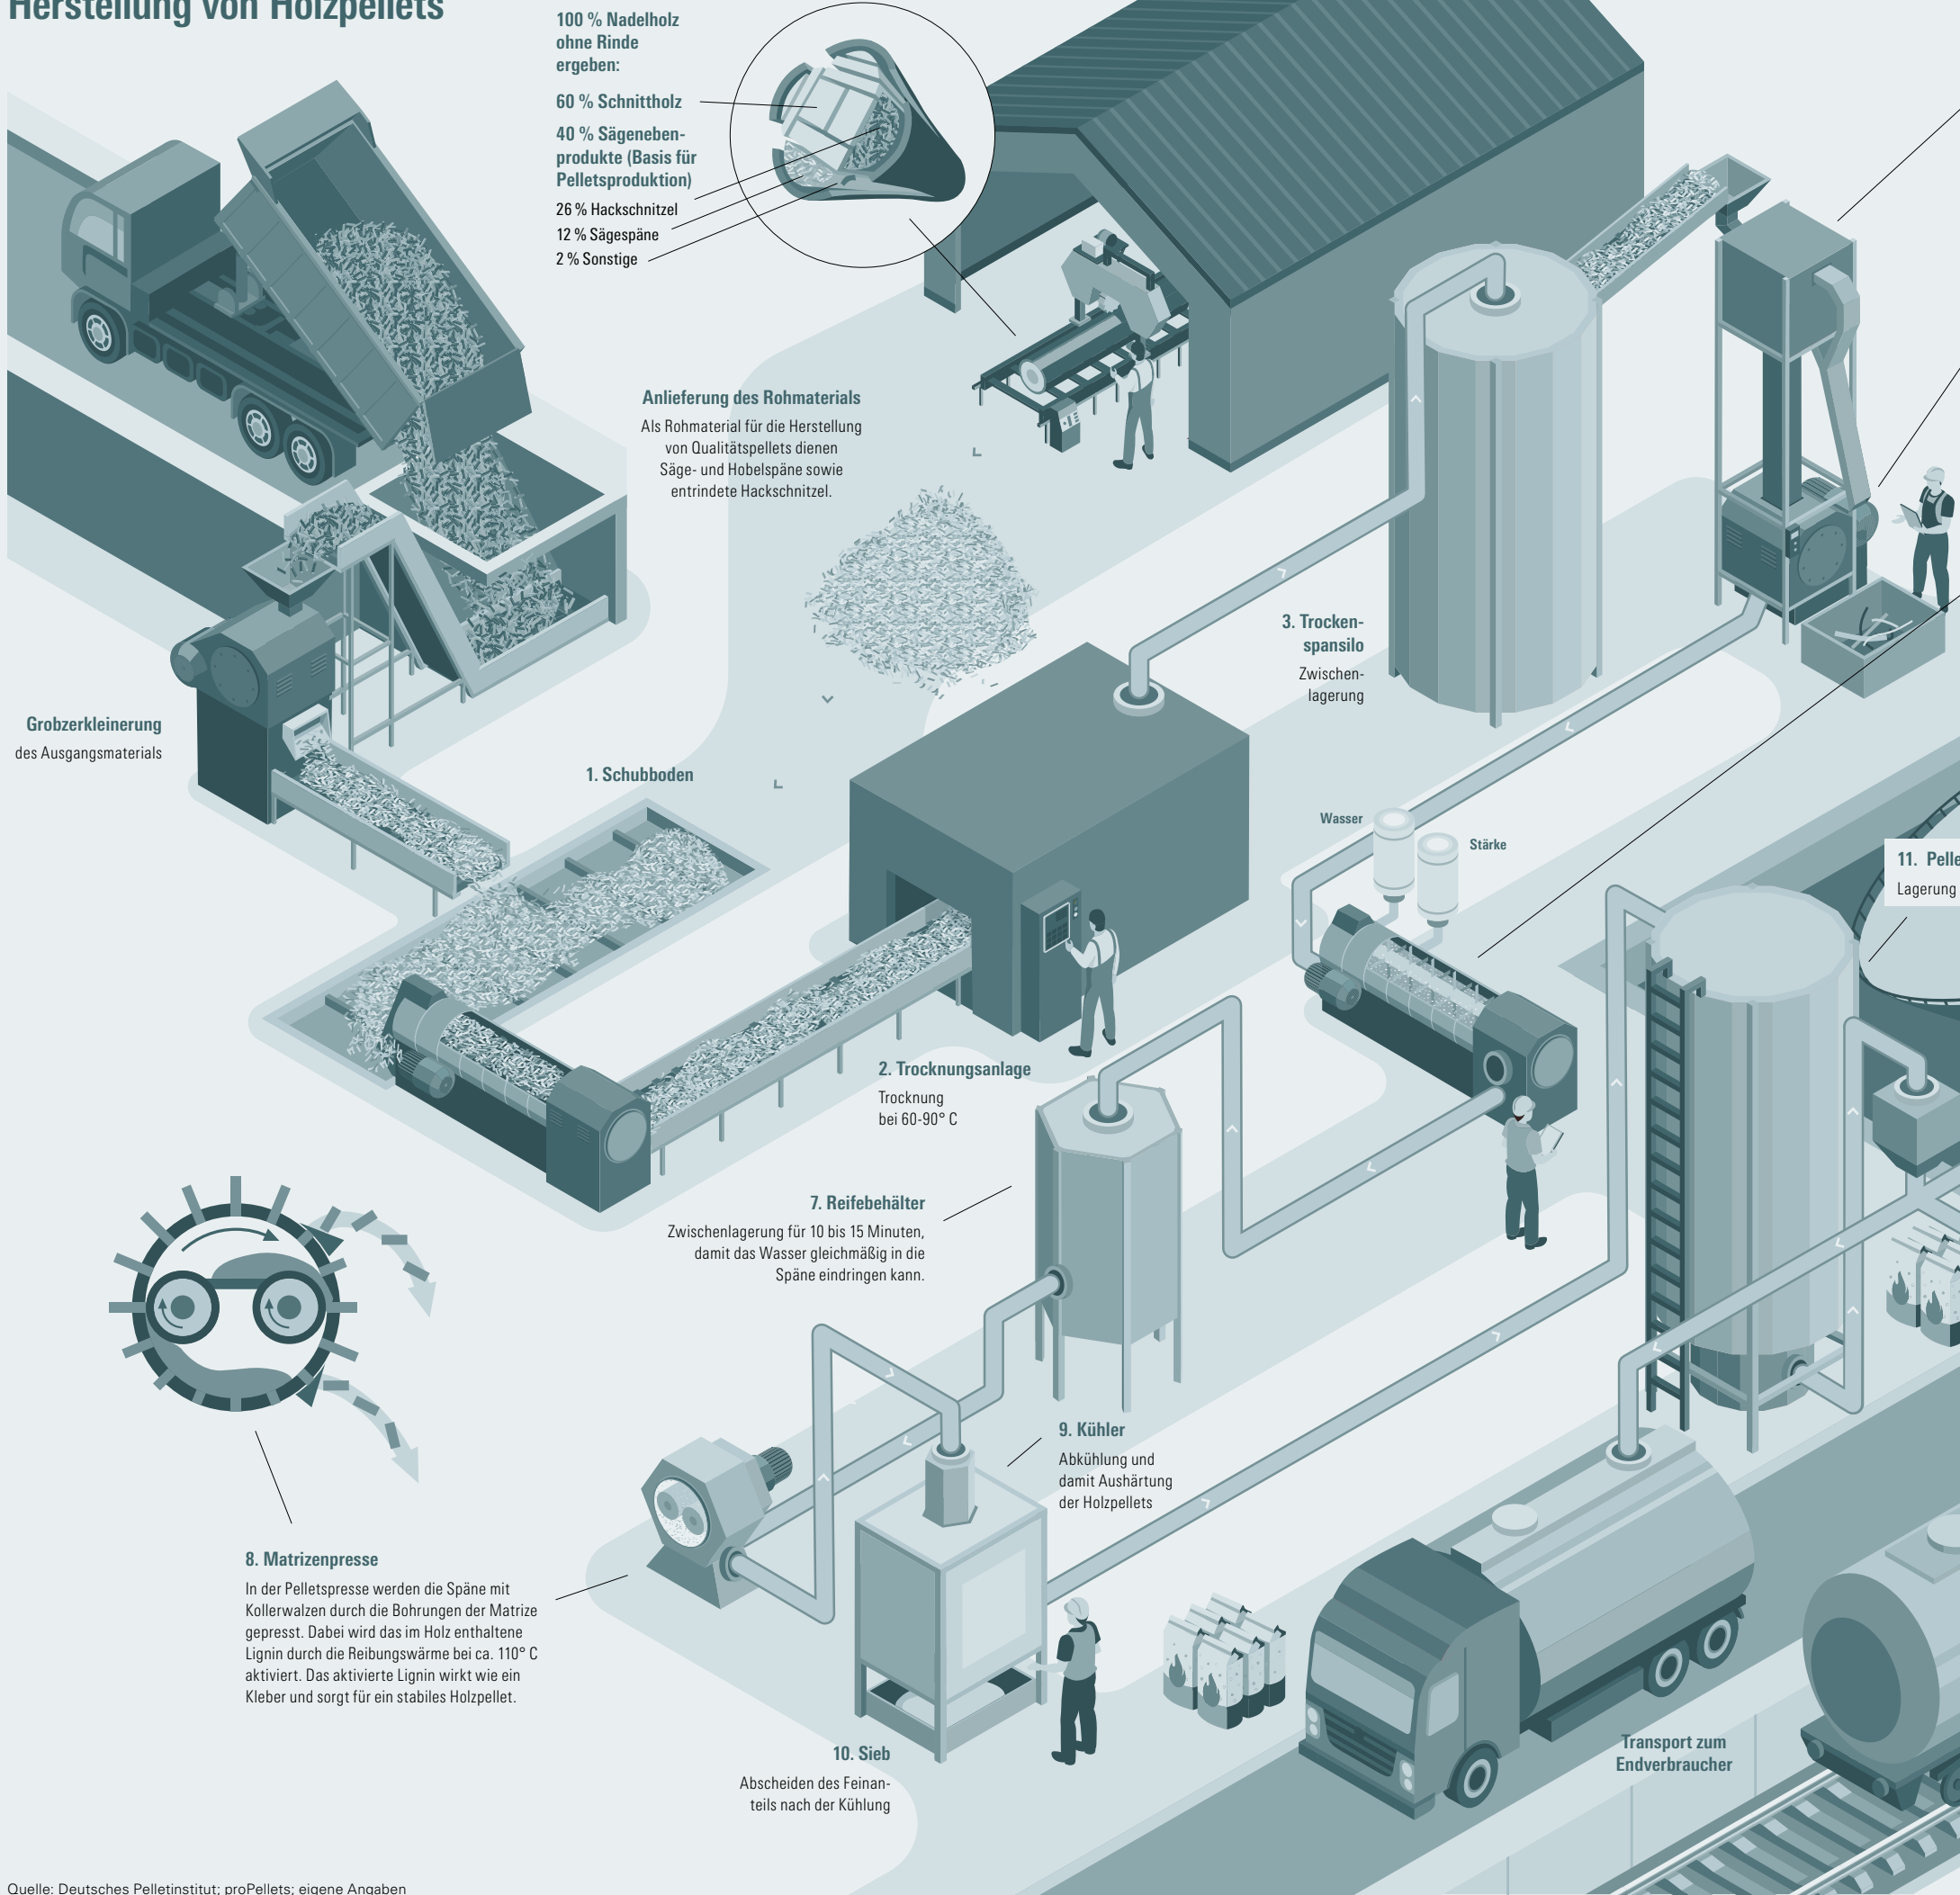 Herstellung von Holzpellets
100 % Nadelholz
ohne Rinde
ergeben:
60 % Schnittholz
40 % Sägeneben-
produkte (Basis für
Pelletsproduktion)
26 % Hackschnitzel
12 % Sägespäne
2 % Sonstige
Anlieferung des Rohmaterials
Als Rohmaterial für die Herstellung
von Qualitätspellets dienen
Säge- und Hobelspäne sowie
entrindete Hackschnitzel.
Grobzerkleinerung
des Ausgangsmaterials
1. Schubboden
2. Trocknungsanlage
Trocknung
bei 60-90° C
3. Trocken-
spansilo
Zwischen-
lagerung
Wasser
Stärke
7. Reifebehälter
Zwischenlagerung für 10 bis 15 Minuten,
damit das Wasser gleichmäßig in die
Späne eindringen kann.
8. Matrizenpresse
In der Pelletspresse werden die Späne mit
Kollerwalzen durch die Bohrungen der Matrize
gepresst. Dabei wird das im Holz enthaltene
Lignin durch die Reibungswärme bei ca. 110° C
aktiviert. Das aktivierte Lignin wirkt wie ein
Kleber und sorgt für ein stabiles Holzpellet.
9. Kühler
Abkühlung und
damit Aushärtung
der Holzpellets
10. Sieb
Abscheiden des Feinan-
teils nach der Kühlung
11. Pelle
Lagerung
Transport zum
Endverbraucher
Quelle: Deutsches Pelletinstitut; proPellets; eigene Angaben